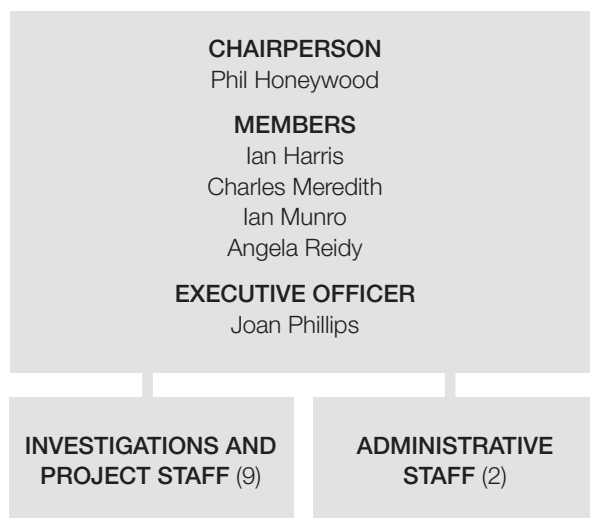 CHAIRPERSON
Phil Honeywood
MEMBERS
Ian Harris
Charles Meredith
Ian Munro
Angela Reidy
EXECUTIVE OFFICER
Joan Phillips
INVESTIGATIONS AND
PROJECT STAFF (9)
ADMINISTRATIVE
STAFF (2)